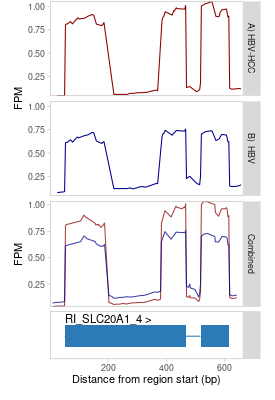 1.00
0.75
0.50
0.25
FPM
A) HBV-HCC
1.00
0.75
0.50
0.25
B) HBV
1.00
0.75
0.50
0.25
FPM
Combined
RI_SLC20A1_4 >
200
400
600
Distance from region start (bp)